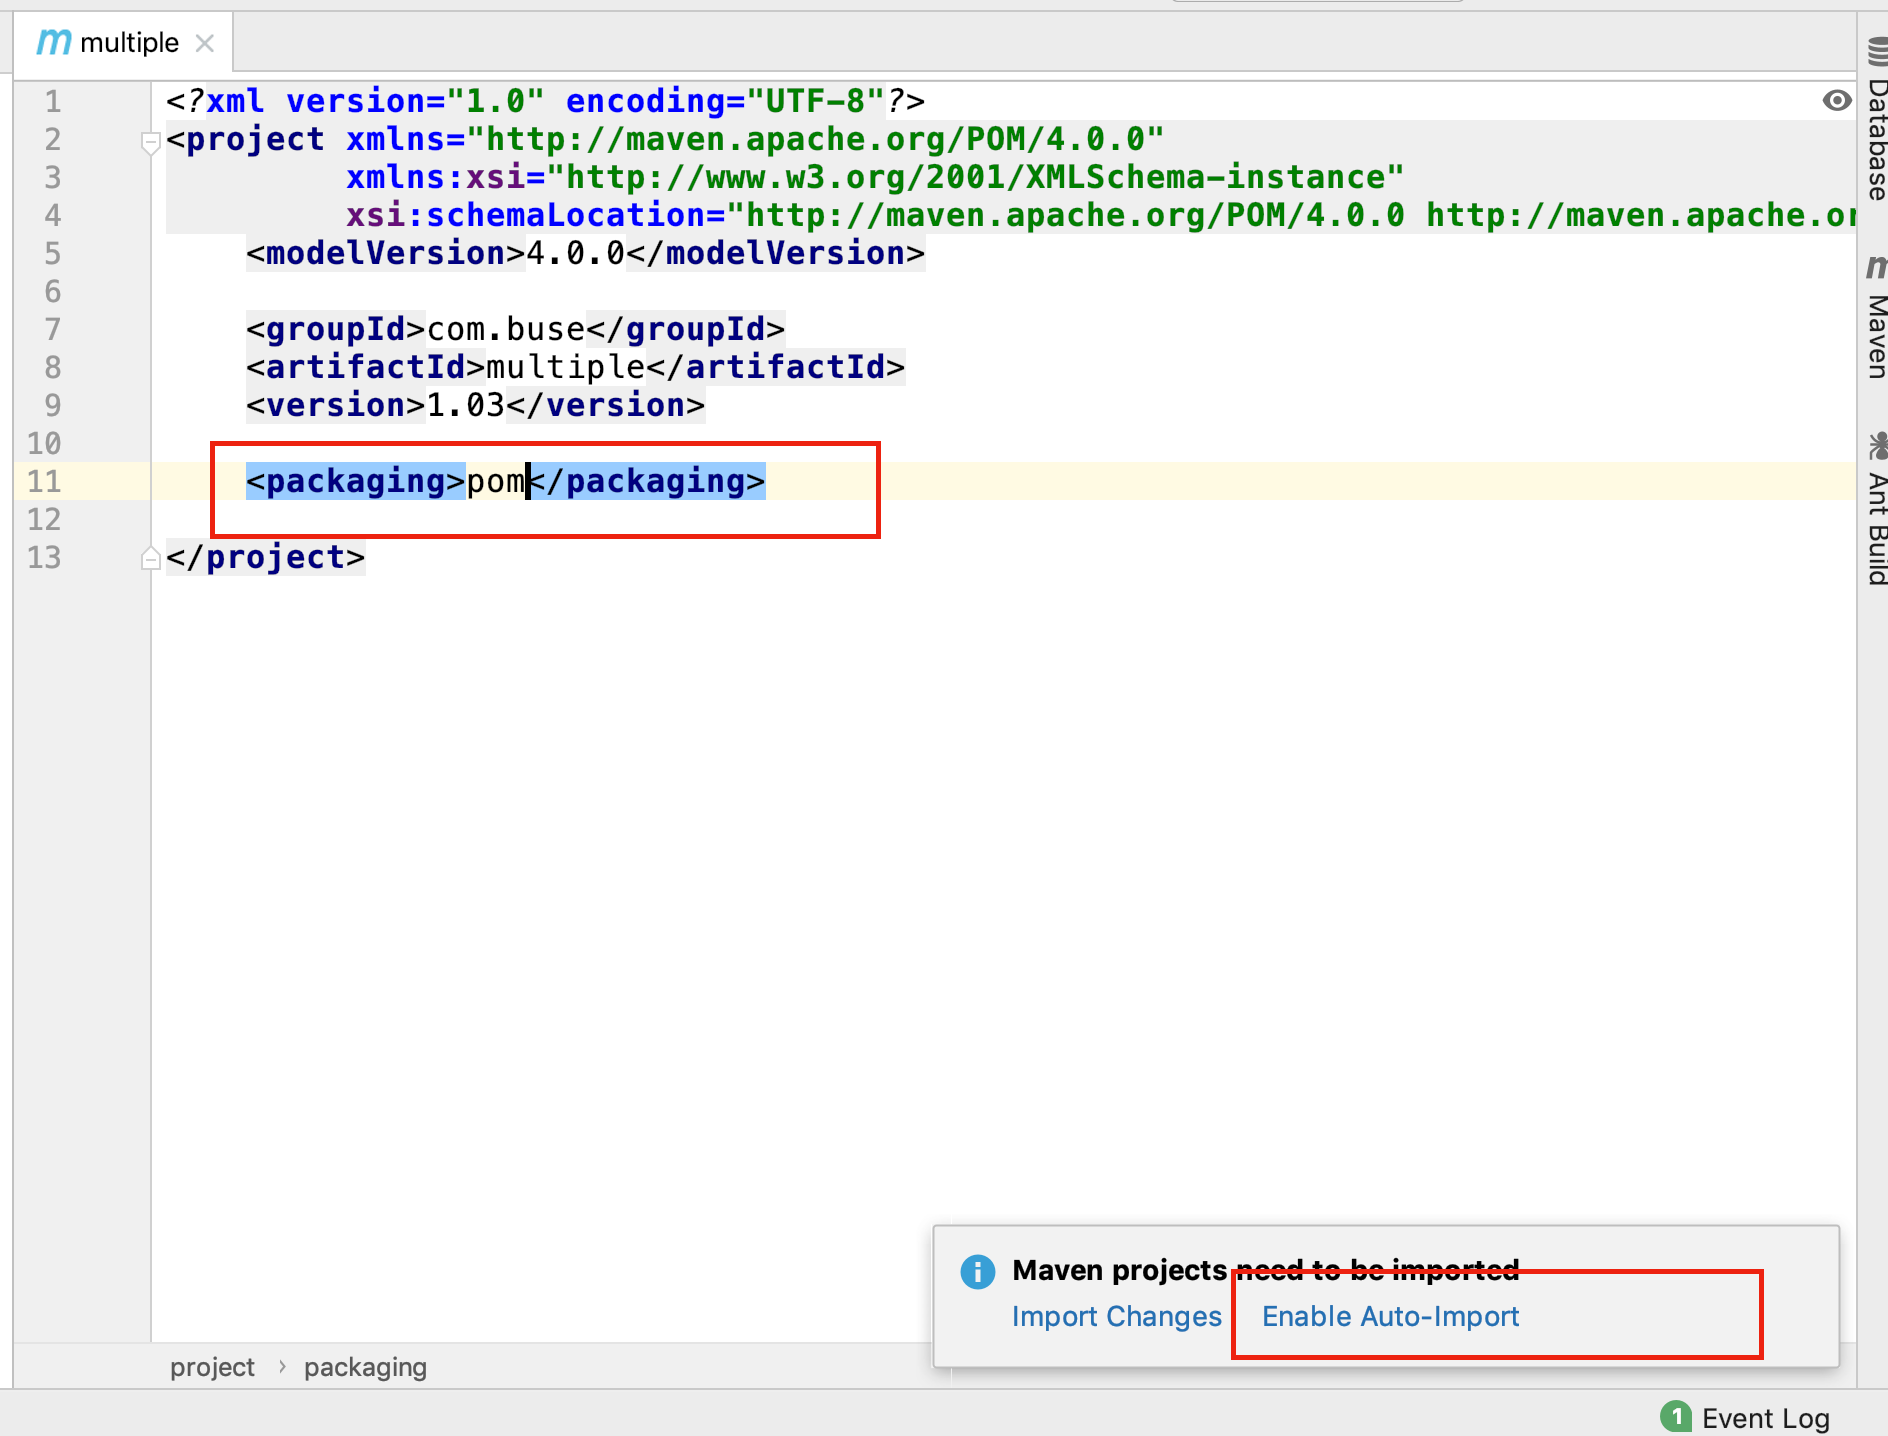 multiple
1 <?xml version="1.0" encoding="UTF-8"?>
2 <project xmlns="http://maven.apache.org/POM/4.0.0"
3 xmlns:xsi="http://www.w3.org/2001/XMLSchema-instance"
4 xsi:schemaLocation="http://maven.apache.org/POM/4.0.0 http://maven.apache.or
5 <modelVersion>4.0.0</modelVersion>
6
7 <groupId>com.buse</groupId>
8 <artifactId>multiple</artifactId>
9 <version>1.03</version>
10
11 <packaging>pom</packaging>
12
13 </project>
Database
Maven
Ant Build
Maven projects need to be imported
Import Changes Enable Auto-Import
project › packaging
1 Event Log